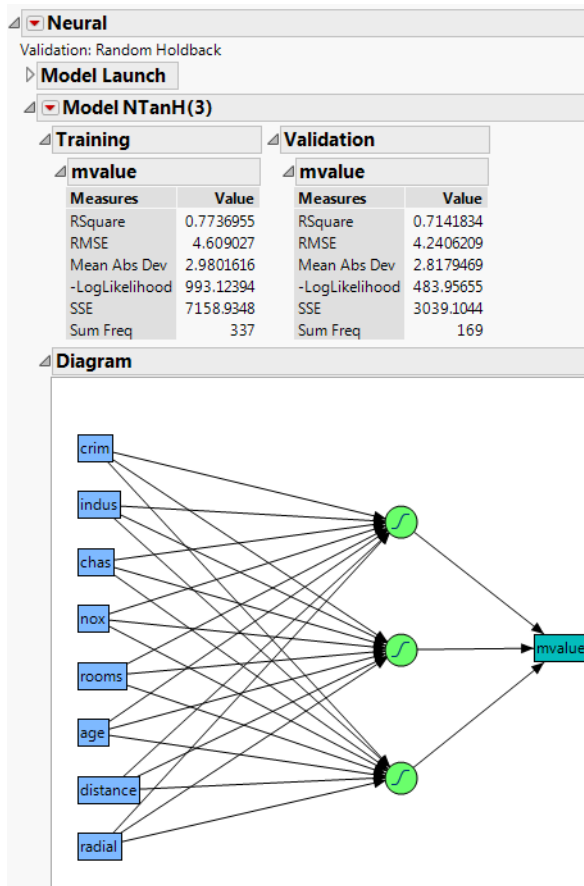 Neural
Validation: Random Holdback
Model Launch
Model NTanH(3)
Training
mvalue
Measures Value
RSquare 0.7736955
RMSE 4.609027
Mean Abs Dev 2.9801616
-LogLikelihood 993.12394
SSE 7158.9348
Sum Freq 337
Validation
mvalue
Measures Value
RSquare 0.7141834
RMSE 4.2406209
Mean Abs Dev 2.8179469
-LogLikelihood 483.95655
SSE 3039.1044
Sum Freq 169
Diagram
crim
indus
chas
nox
rooms
age
distance
radial
mvalue